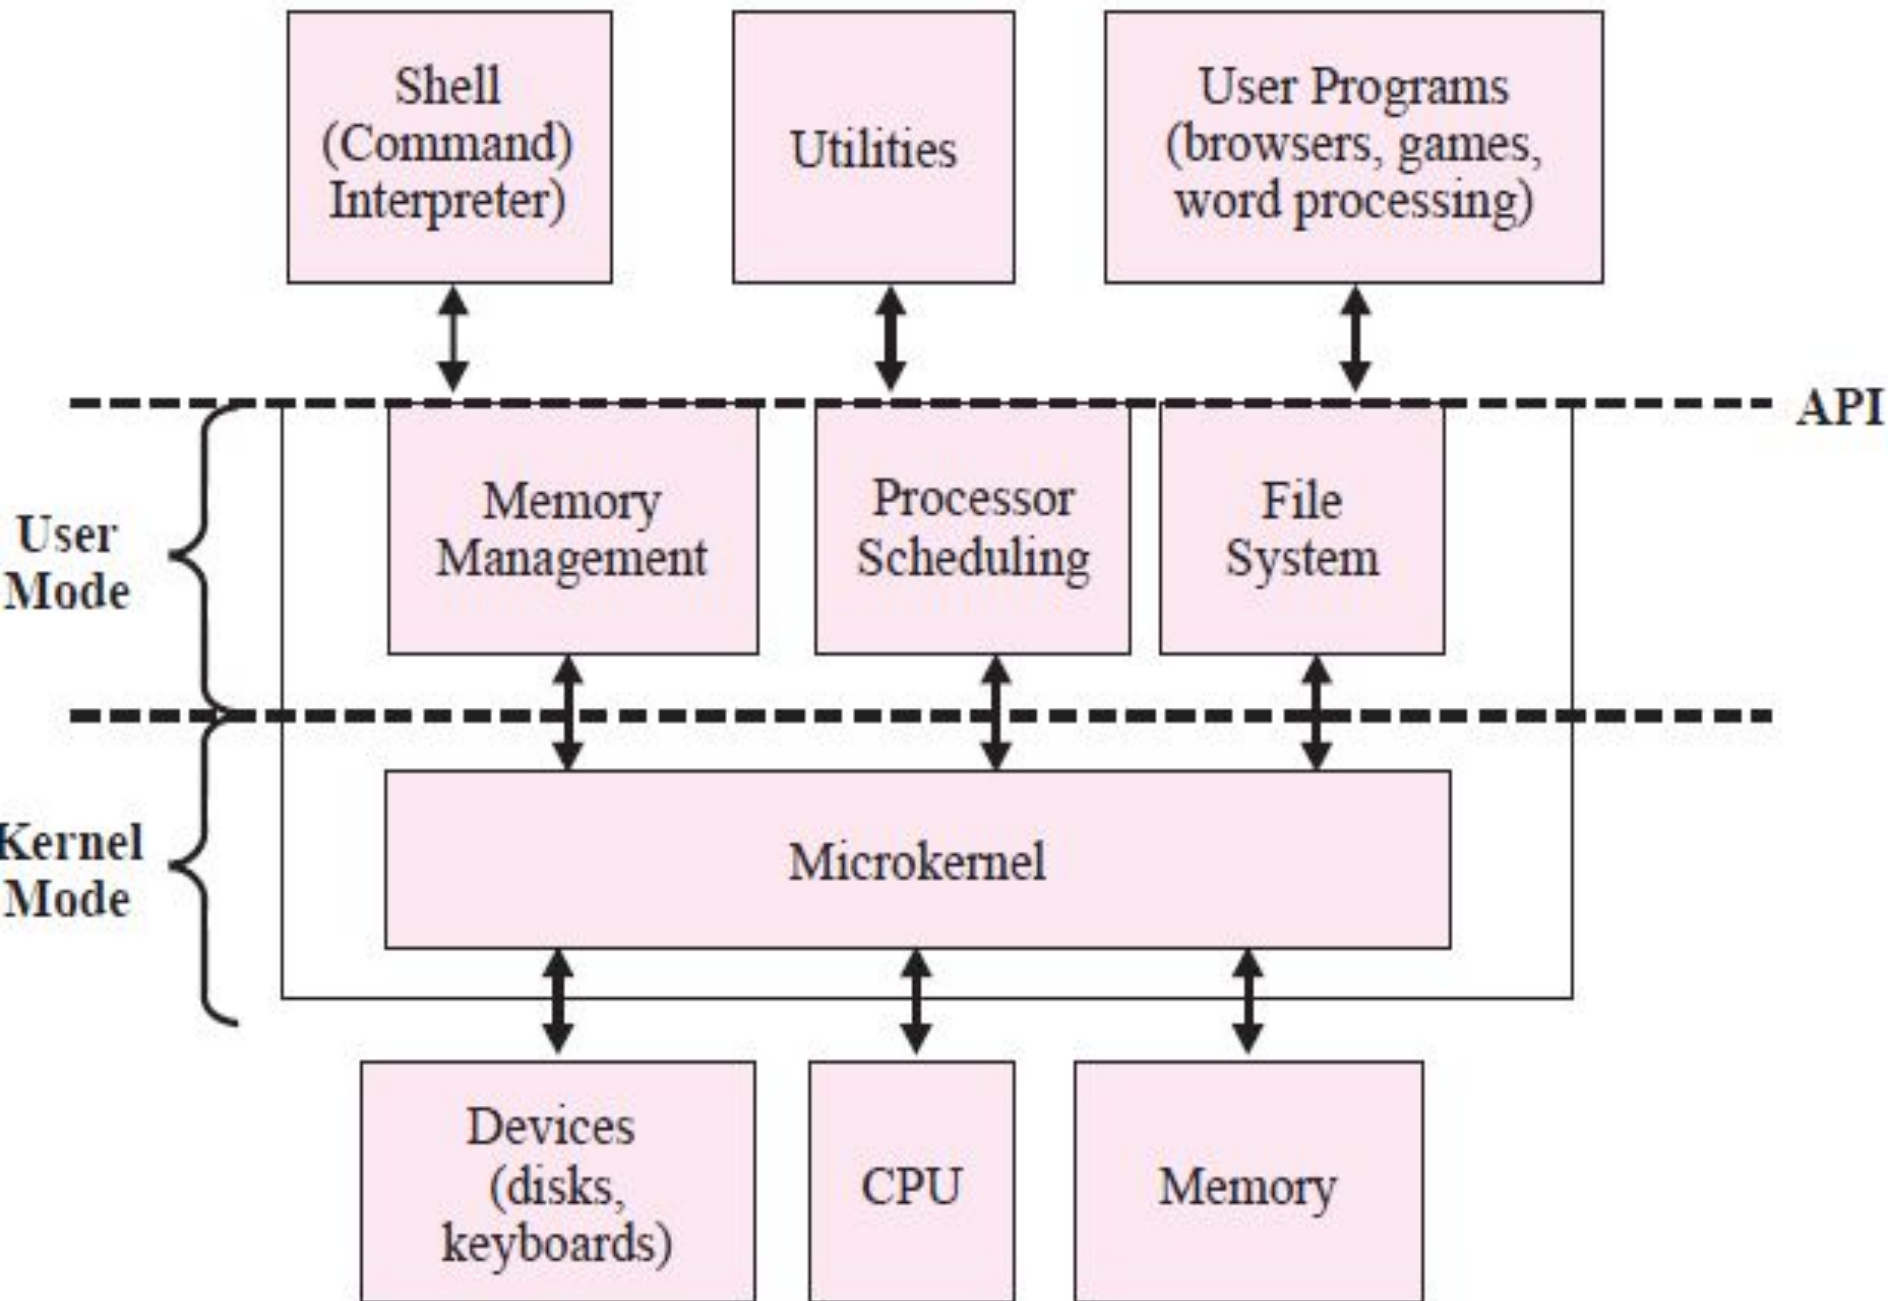 Shell
(Command)
Interpreter)
Utilities
User Programs
(browsers, games,
word processing)
API
User
Mode
Memory
Management
Processor
Scheduling
File
System
Kernel
Mode
Microkernel
Devices
(disks,
keyboards)
CPU
Memory